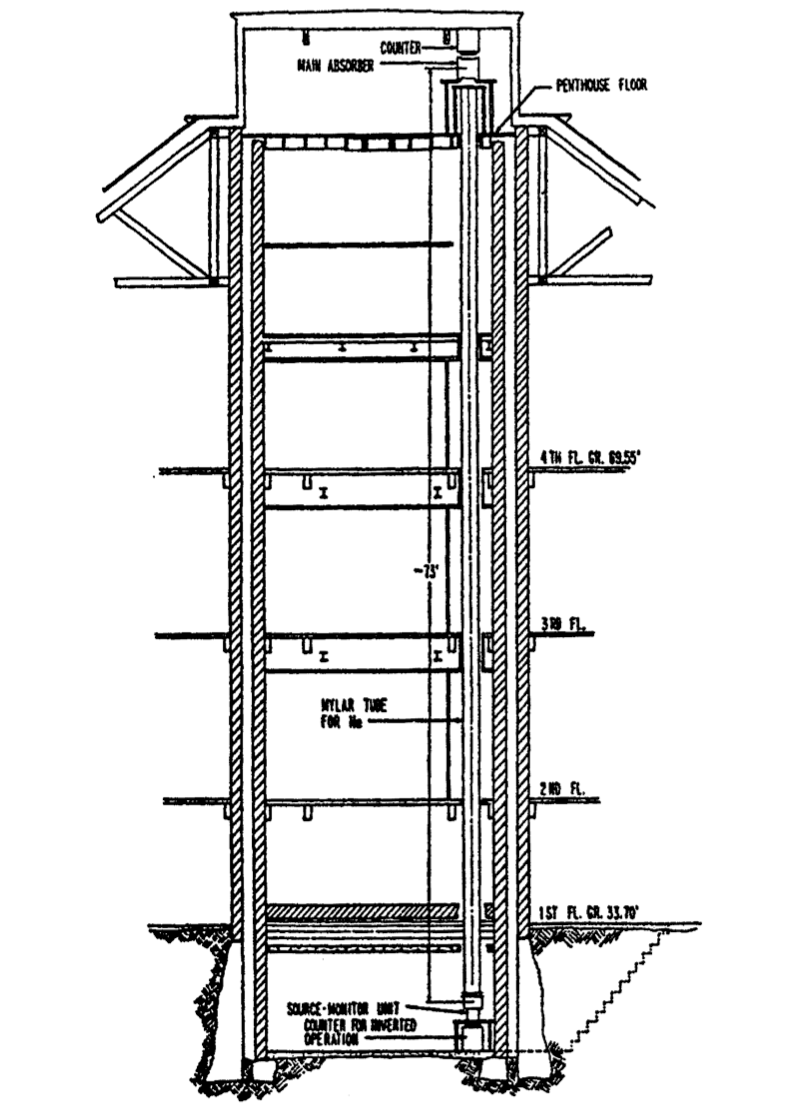 COUNTER
MAIN ABSORBER
PENTHOUSE FLOOR
4TH FL. GR. 69.55'
~73'
3RD FL.
MYLAR TUBE
FOR He
2ND FL.
1ST FL. GR. 33.70'
SOURCE-MONITOR UNIT
COUNTER FOR INVERTED
OPERATION